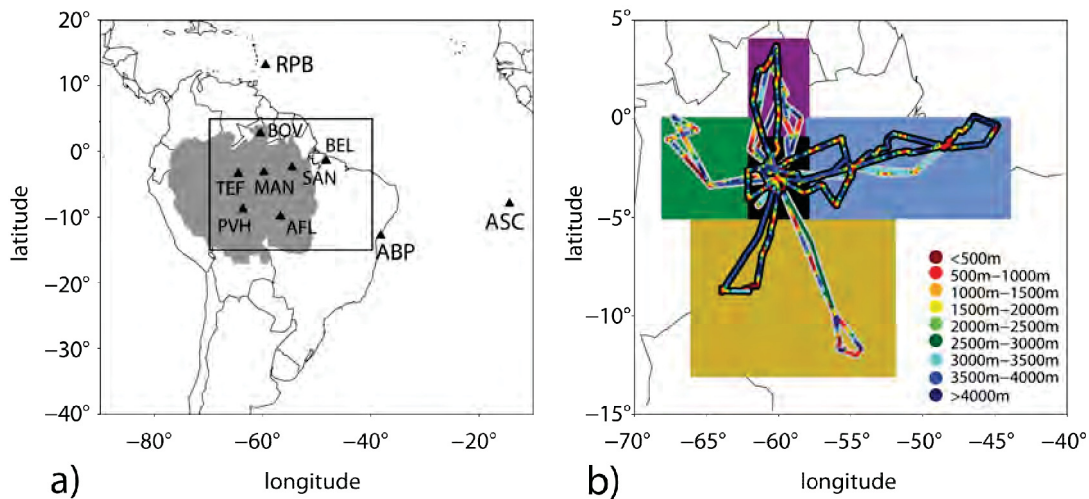 20°
10°
0°
−10°
−20°
−30°
−40°
latitude
−80° −60° −40° −20°
longitude
a)
RPB
BOV
BEL
SAN
TEF MAN
PVH AFL
ABP
ASC
5°
0°
−5°
−10°
−15°
latitude
−70° −65° −60° −55° −50° −45° −40°
longitude
b)
<500m
500m−1000m
1000m−1500m
1500m−2000m
2000m−2500m
2500m−3000m
3000m−3500m
3500m−4000m
>4000m